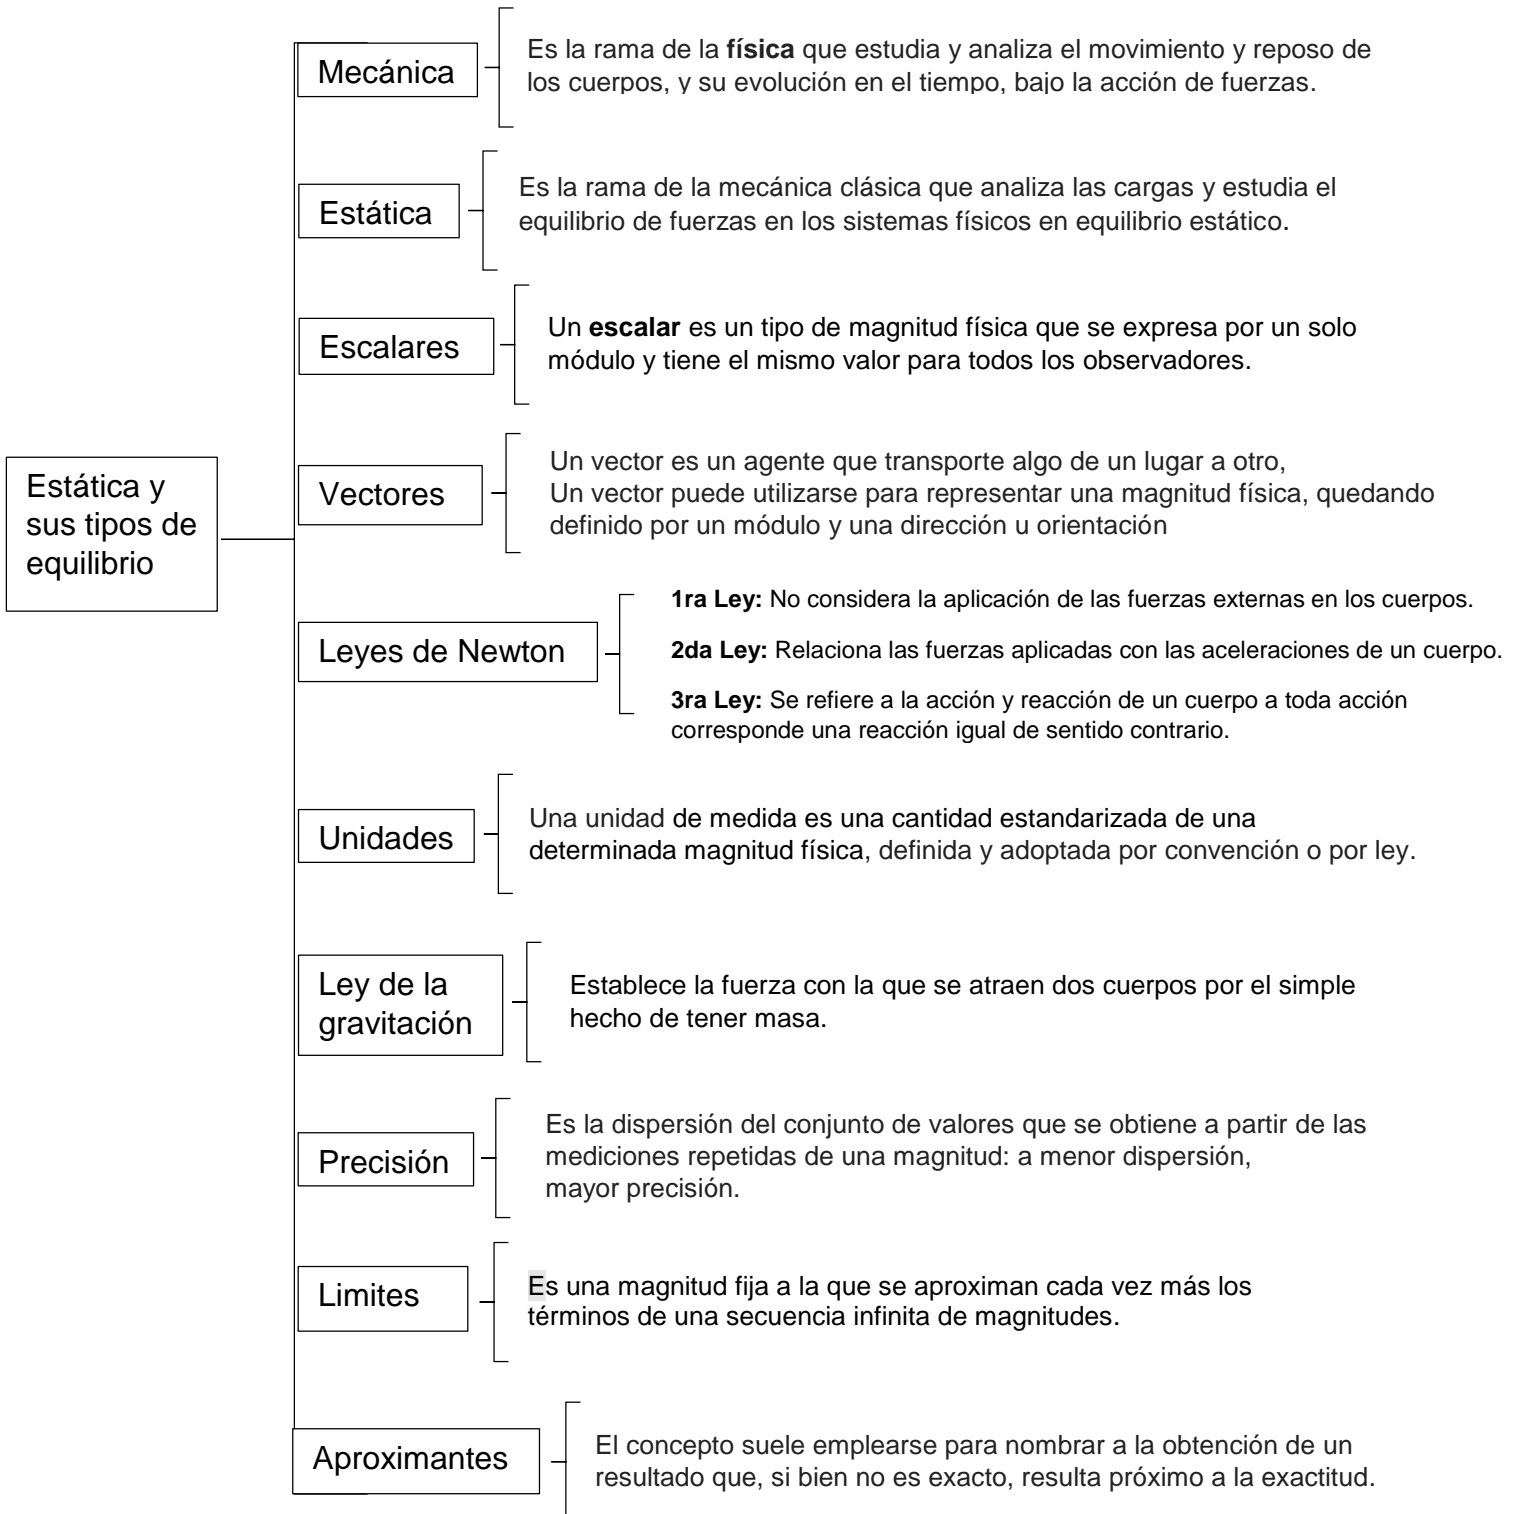 Mecánica
Es la rama de la física que estudia y analiza el movimiento y reposo de
los cuerpos, y su evolución en el tiempo, bajo la acción de fuerzas.
Estática
Es la rama de la mecánica clásica que analiza las cargas y estudia el
equilibrio de fuerzas en los sistemas físicos en equilibrio estático.
Escalares
Un escalar es un tipo de magnitud física que se expresa por un solo
módulo y tiene el mismo valor para todos los observadores.
Estática y
sus tipos de
equilibrio
Vectores
Un vector es un agente que transporte algo de un lugar a otro,
Un vector puede utilizarse para representar una magnitud física, quedando
definido por un módulo y una dirección u orientación
Leyes de Newton
1ra Ley: No considera la aplicación de las fuerzas externas en los cuerpos.
2da Ley: Relaciona las fuerzas aplicadas con las aceleraciones de un cuerpo.
3ra Ley: Se refiere a la acción y reacción de un cuerpo a toda acción
corresponde una reacción igual de sentido contrario.
Unidades
Una unidad de medida es una cantidad estandarizada de una
determinada magnitud física, definida y adoptada por convención o por ley.
Ley de la
gravitación
Establece la fuerza con la que se atraen dos cuerpos por el simple
hecho de tener masa.
Precisión
Es la dispersión del conjunto de valores que se obtiene a partir de las
mediciones repetidas de una magnitud: a menor dispersión,
mayor precisión.
Limites
Es una magnitud fija a la que se aproximan cada vez más los
términos de una secuencia infinita de magnitudes.
Aproximantes
El concepto suele emplearse para nombrar a la obtención de un
resultado que, si bien no es exacto, resulta próximo a la exactitud.